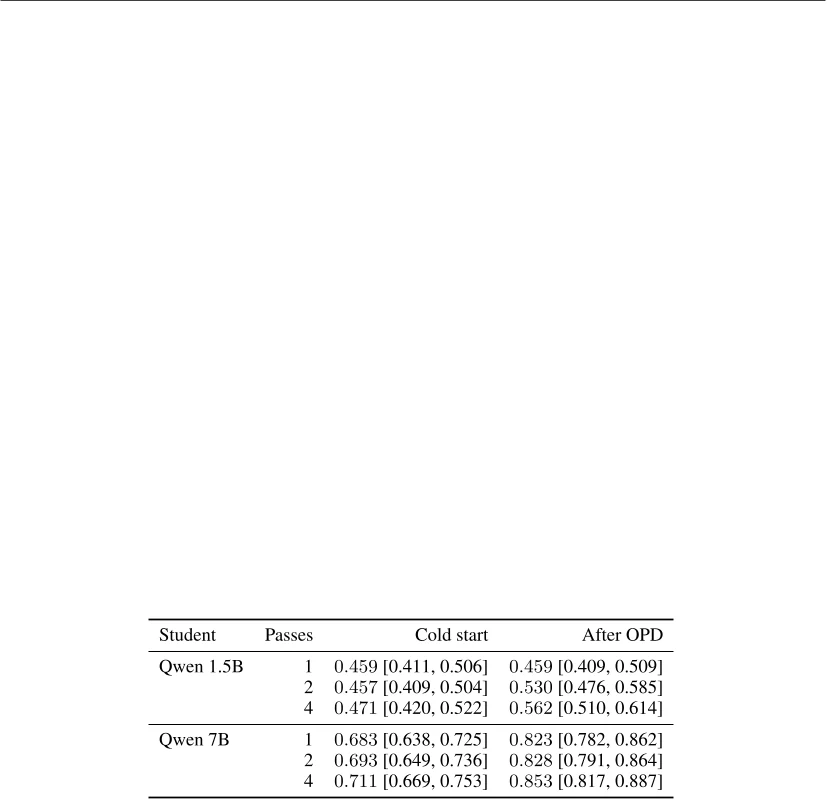 Student Passes Cold start After OPD
Qwen 1.5B 1 0.459 [0.411, 0.506] 0.459 [0.409, 0.509]
2 0.457 [0.409, 0.504] 0.530 [0.476, 0.585]
4 0.471 [0.420, 0.522] 0.562 [0.510, 0.614]
Qwen 7B 1 0.683 [0.638, 0.725] 0.823 [0.782, 0.862]
2 0.693 [0.649, 0.736] 0.828 [0.791, 0.864]
4 0.711 [0.669, 0.753] 0.853 [0.817, 0.887]